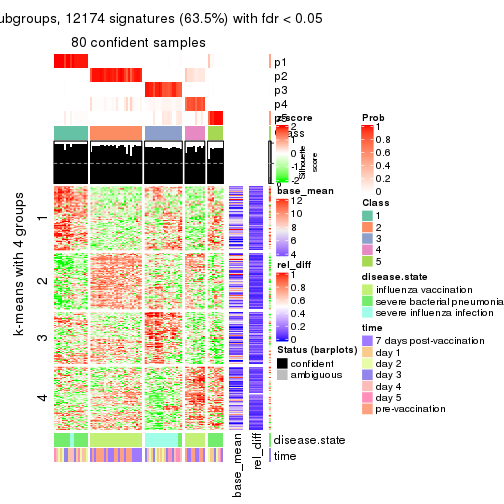 ubgroups, 12174 signatures (63.5%) with fdr < 0.05
80 confident samples
p1
p2
p3
p4
p5
Class
Silhouette
score
k-means with 4 groups
1
2
3
4
base_mean
rel_diff
disease.state
time
z-score
2
1
0
-1
-2
base_mean
12
10
8
6
4
rel_diff
1
0.8
0.6
0.4
0.2
0
Status (barplots)
confident
ambiguous
Prob
1
0.8
0.6
0.4
0.2
0
Class
1
2
3
4
5
disease.state
influenza vaccination
severe bacterial pneumonia
severe influenza infection
time
7 days post-vaccination
day 1
day 2
day 3
day 4
day 5
pre-vaccination